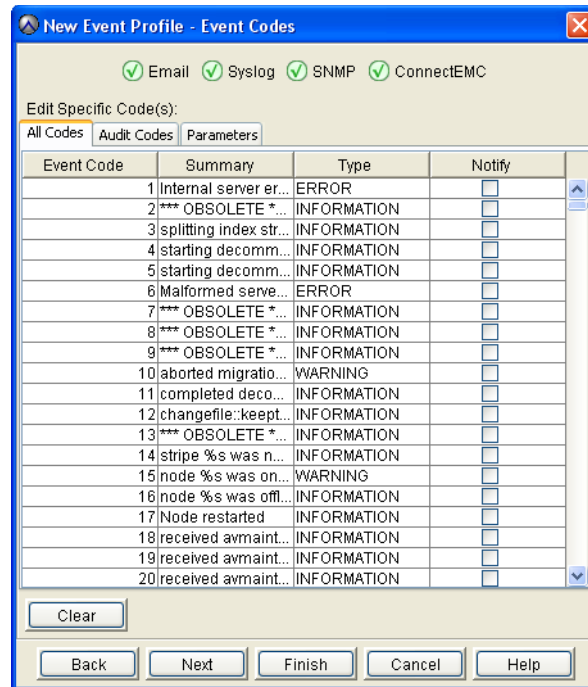 New Event Profile - Event Codes
Email Syslog SNMP ConnectEMC
Edit Specific Code(s):
All Codes Audit Codes Parameters
Event Code Summary Type Notify
1 Internal server er... ERROR
2 *** OBSOLETE *... INFORMATION
3 splitting index str... INFORMATION
4 starting decomm... INFORMATION
5 starting decomm... INFORMATION
6 Malformed serve... ERROR
7 *** OBSOLETE *... INFORMATION
8 *** OBSOLETE *... INFORMATION
9 *** OBSOLETE *... INFORMATION
10 aborted migratio... WARNING
11 completed deco... INFORMATION
12 changefile::keept... INFORMATION
13 *** OBSOLETE *... INFORMATION
14 stripe %s was n... INFORMATION
15 node %s was on... WARNING
16 node %s was offl... INFORMATION
17 Node restarted INFORMATION
18 received avmaint... INFORMATION
19 received avmaint... INFORMATION
20 received avmaint... INFORMATION
Clear
Back Next Finish Cancel Help